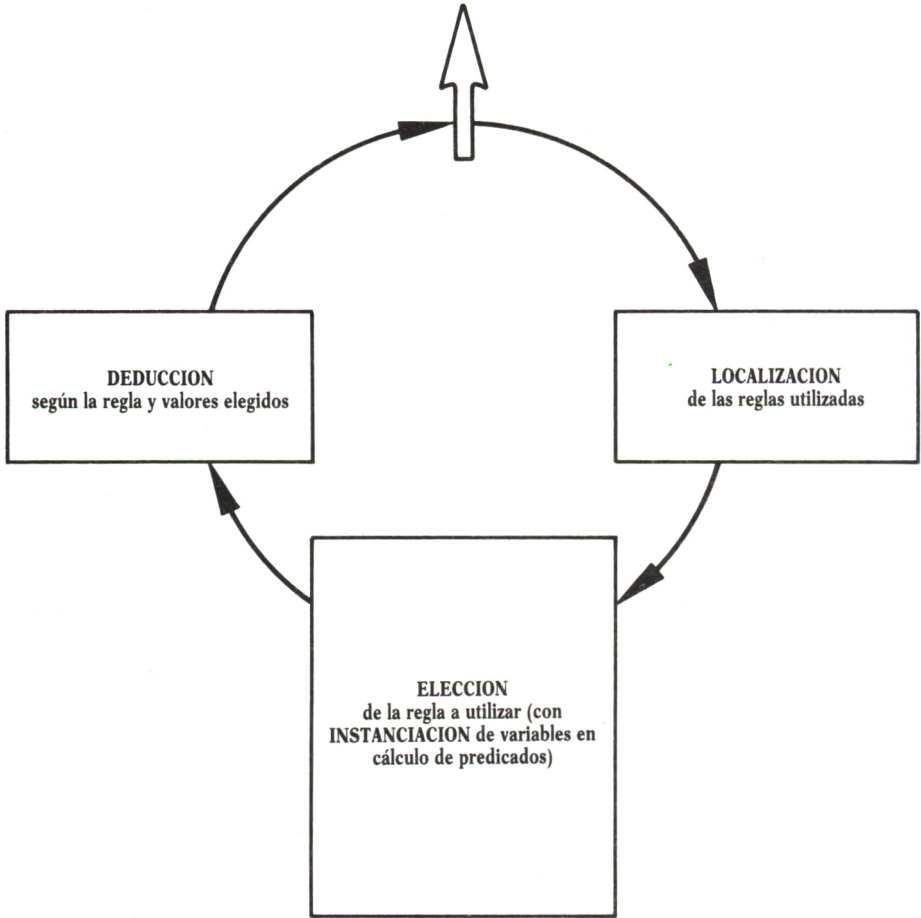 DEDUCCION
según la regla y valores elegidos
LOCALIZACION
de las reglas utilizadas
ELECCION
de la regla a utilizar (con
INSTANCIACION de variables en
cálculo de predicados)